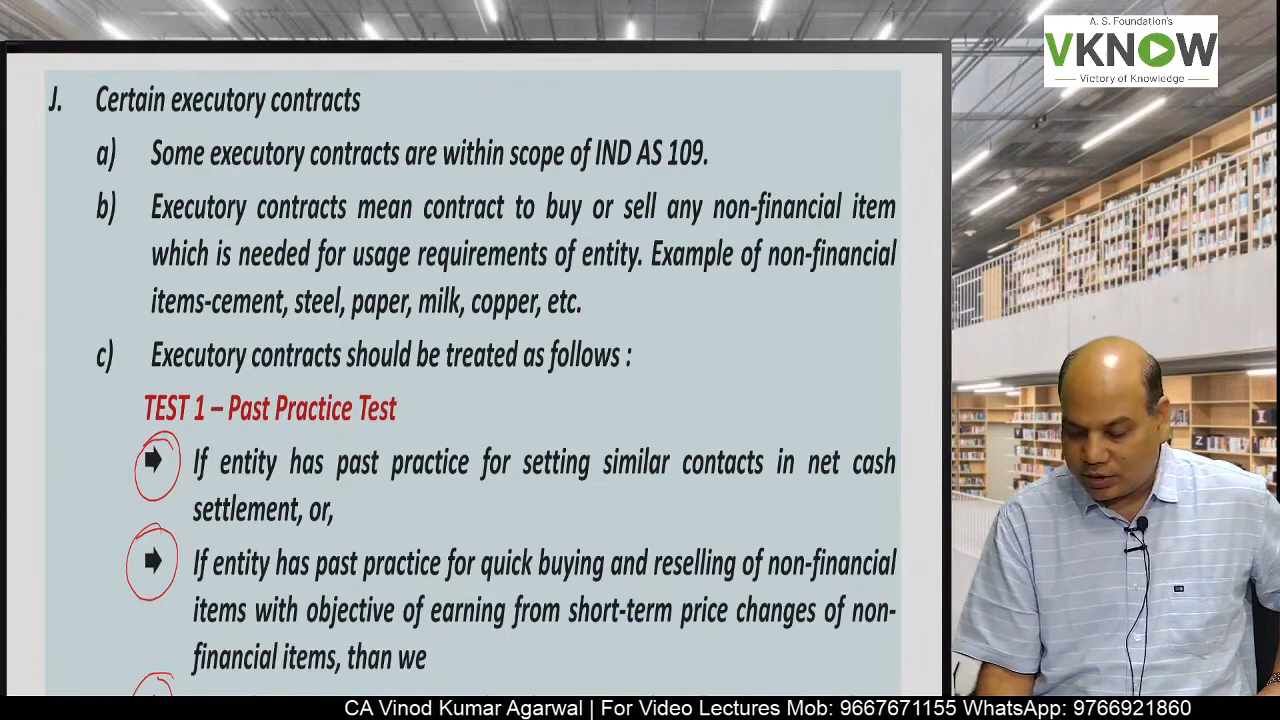 A. S. Foundation's
VKNOW
Victory of Knowledge
J. Certain executory contracts
a) Some executory contracts are within scope of IND AS 109.
b) Executory contracts mean contract to buy or sell any non-financial item
which is needed for usage requirements of entity. Example of non-financial
items-cement, steel, paper, milk, copper, etc.
c) Executory contracts should be treated as follows :
TEST 1 – Past Practice Test
If entity has past practice for setting similar contacts in net cash
settlement, or,
If entity has past practice for quick buying and reselling of non-financial
items with objective of earning from short-term price changes of non-
financial items, than we
CA Vinod Kumar Agarwal | For Video Lectures Mob: 9667671155 WhatsApp: 9766921860